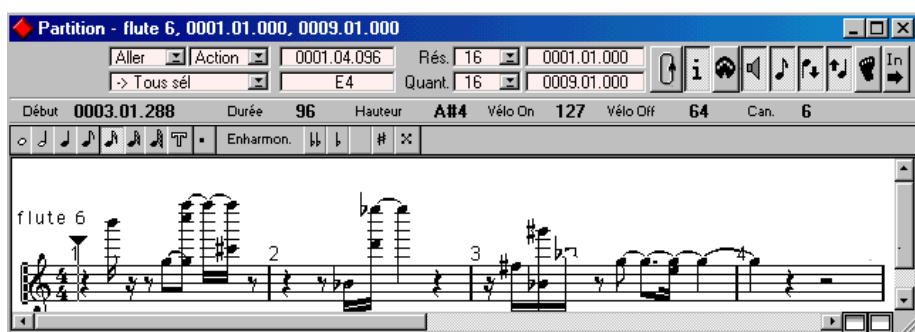 Partition - flute 6, 0001.01.000, 0009.01.000
Aller Action 0001.04.096 Rés. 16 0001.01.000
-> Tous sél E4 Quant. 16 0009.01.000
i In
Début 0003.01.288 Durée 96 Hauteur A#4 Vélo On 127 Vélo Off 64 Can. 6
Enharmon.
flute 6
1 2 3 4
4
4